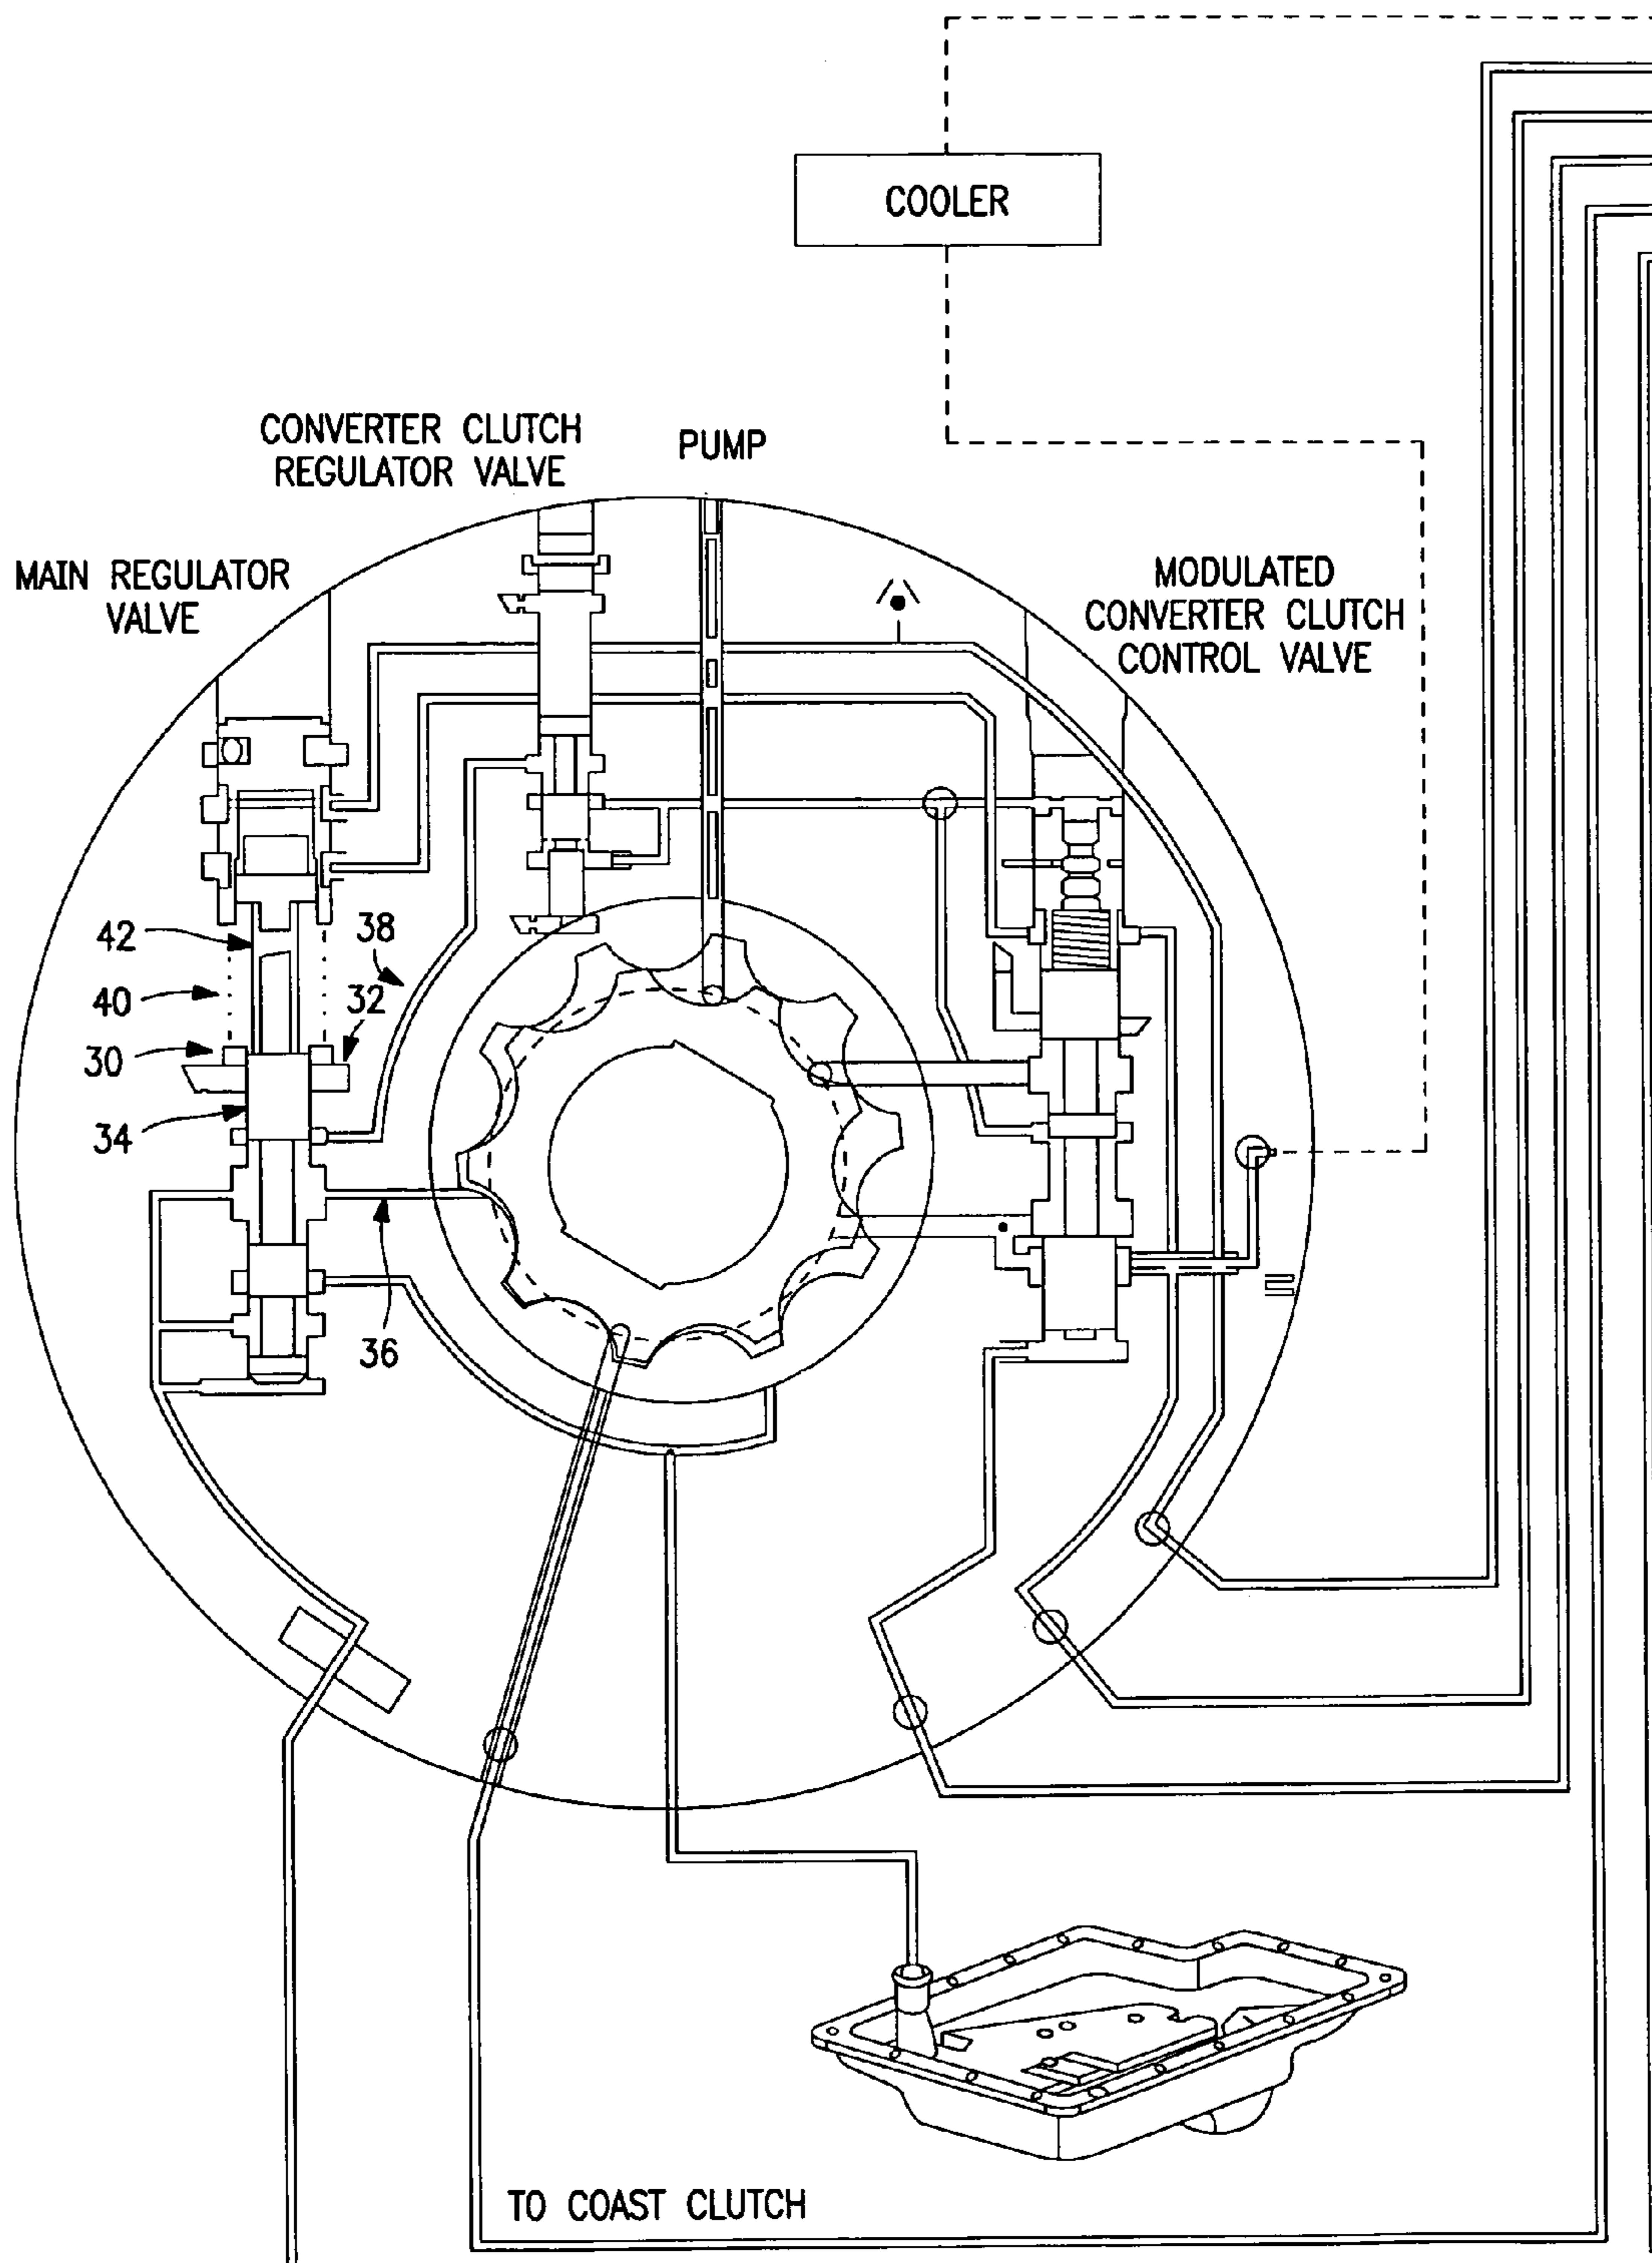 COOLER
CONVERTER CLUTCH
REGULATOR VALVE
PUMP
MAIN REGULATOR
VALVE
MODULATED
CONVERTER CLUTCH
CONTROL VALVE
42
38
40
32
30
34
36
TO COAST CLUTCH